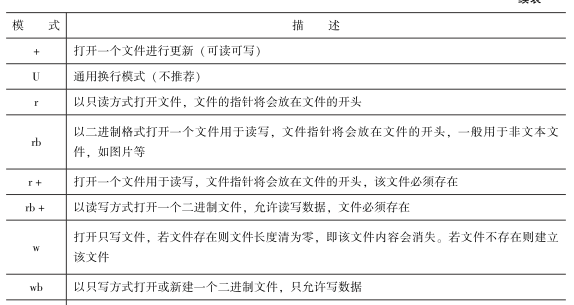 续表
模 式 描 述
+ 打开一个文件进行更新（可读可写）
U 通用换行模式（不推荐）
r 以只读方式打开文件，文件的指针将会放在文件的开头
rb 以二进制格式打开一个文件用于读写，文件指针将会放在文件的开头，一般用于非文本文
件，如图片等
r + 打开一个文件用于读写，文件指针将会放在文件的开头，该文件必须存在
rb + 以读写方式打开一个二进制文件，允许读写数据，文件必须存在
w 打开只写文件，若文件存在则文件长度清为零，即该文件内容会消失。若文件不存在则建立
该文件
wb 以只写方式打开或新建一个二进制文件，只允许写数据